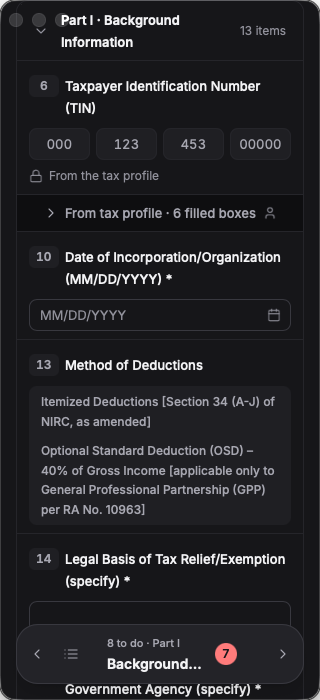 Part I · Background
Information
13 items
6
Taxpayer Identification Number
(TIN)
000
123
453
00000
From the tax profile
From tax profile · 6 filled boxes
10
Date of Incorporation/Organization
(MM/DD/YYYY) *
MM/DD/YYYY
13
Method of Deductions
Itemized Deductions [Section 34 (A-J) of
NIRC, as amended]
Optional Standard Deduction (OSD) –
40% of Gross Income [applicable only to
General Professional Partnership (GPP)
per RA No. 10963]
14
Legal Basis of Tax Relief/Exemption
(specify) *
8 to do · Part I
Background...
7
Government Agency (specify) *